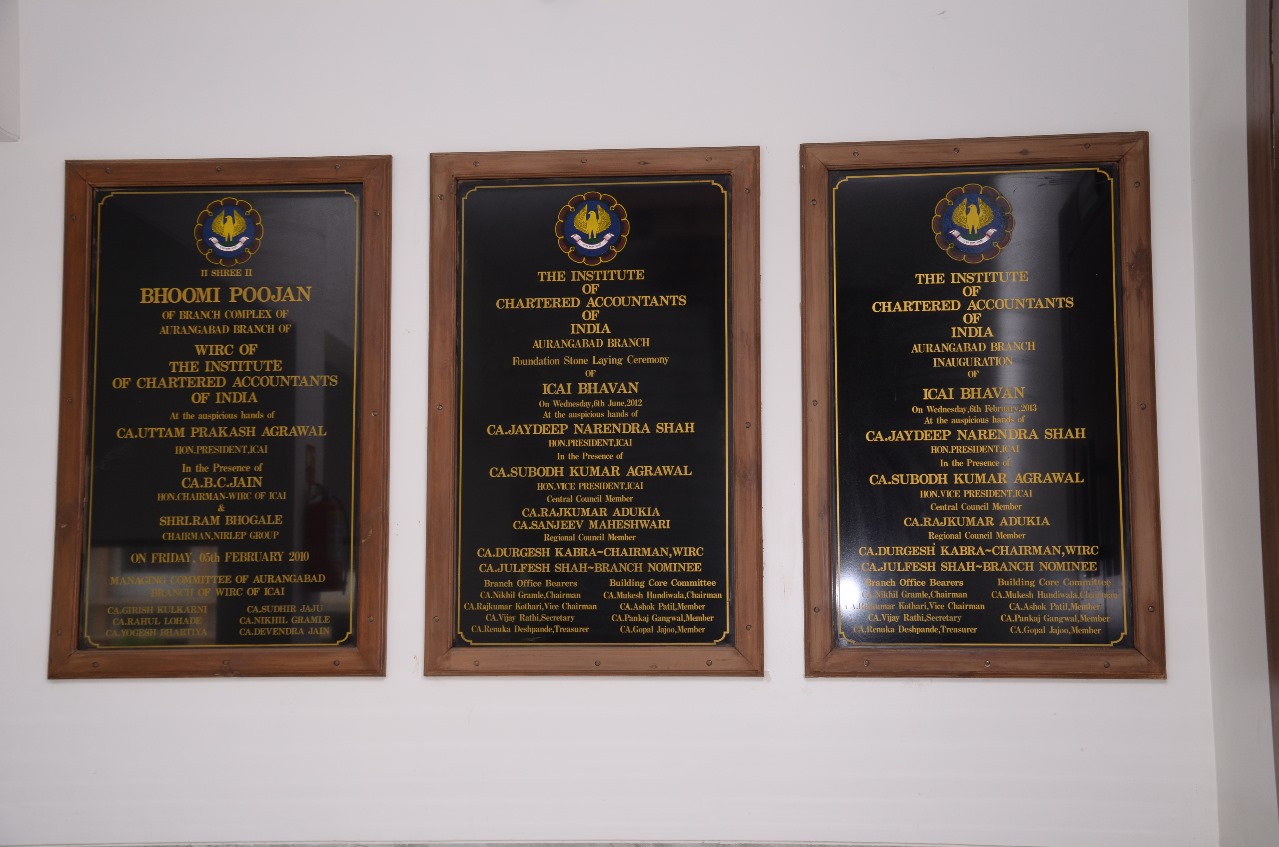 II SHREE II
BHOOMI POOJAN
OF BRANCH COMPLEX OF
AURANGABAD BRANCH OF
WIRC OF
THE INSTITUTE
OF CHARTERED ACCOUNTANTS
OF INDIA
At the auspicious hands of
CA.UTTAM PRAKASH AGRAWAL
HON.PRESIDENT,ICAI
In the Presence of
CA.B.C.JAIN
HON.CHAIRMAN-WIRC OF ICAI
&
SHRI.RAM BHOGALE
CHAIRMAN,NIRLEP GROUP
ON FRIDAY, 05th FEBRUARY 2010
MANAGING COMMITTEE OF AURANGABAD
BRANCH OF WIRC OF ICAI
CA.GIRISH KULKARNI CA.SUDHIR JAJU
CA.RAHUL LOHADE CA.NIKHIL GRAMLE
CA.YOGESH BHARTIYA CA.DEVENDRA JAIN
THE INSTITUTE
OF
CHARTERED ACCOUNTANTS
OF
INDIA
AURANGABAD BRANCH
Foundation Stone Laying Ceremony
OF
ICAI BHAVAN
On Wednesday,6th June,2012
At the auspicious hands of
CA.JAYDEEP NARENDRA SHAH
HON.PRESIDENT,ICAI
In the Presence of
CA.SUBODH KUMAR AGRAWAL
HON.VICE PRESIDENT,ICAI
Central Council Member
CA.RAJKUMAR ADUKIA
CA.SANJEEV MAHESHWARI
Regional Council Member
CA.DURGESH KABRA~CHAIRMAN,WIRC
CA.JULFESH SHAH~BRANCH NOMINEE
Branch Office Bearers Building Core Committee
CA.Nikhil Gramle,Chairman CA.Mukesh Hundiwala,Chairman
CA.Rajkumar Kothari,Vice Chairman CA.Ashok Patil,Member
CA.Vijay Rathi,Secretary CA.Pankaj Gangwal,Member
CA.Renuka Deshpande,Treasurer CA.Gopal Jajoo,Member
THE INSTITUTE
OF
CHARTERED ACCOUNTANTS
OF
INDIA
AURANGABAD BRANCH
INAUGURATION
OF
ICAI BHAVAN
On Wednesday,6th February,2013
At the auspicious hands of
CA.JAYDEEP NARENDRA SHAH
HON.PRESIDENT,ICAI
In the Presence of
CA.SUBODH KUMAR AGRAWAL
HON.VICE PRESIDENT,ICAI
Central Council Member
CA.RAJKUMAR ADUKIA
Regional Council Member
CA.DURGESH KABRA~CHAIRMAN,WIRC
CA.JULFESH SHAH~BRANCH NOMINEE
Branch Office Bearers Building Core Committee
CA.Nikhil Gramle,Chairman CA.Mukesh Hundiwala,Chairman
CA.Rajkumar Kothari,Vice Chairman CA.Ashok Patil,Member
CA.Vijay Rathi,Secretary CA.Pankaj Gangwal,Member
CA.Renuka Deshpande,Treasurer CA.Gopal Jajoo,Member